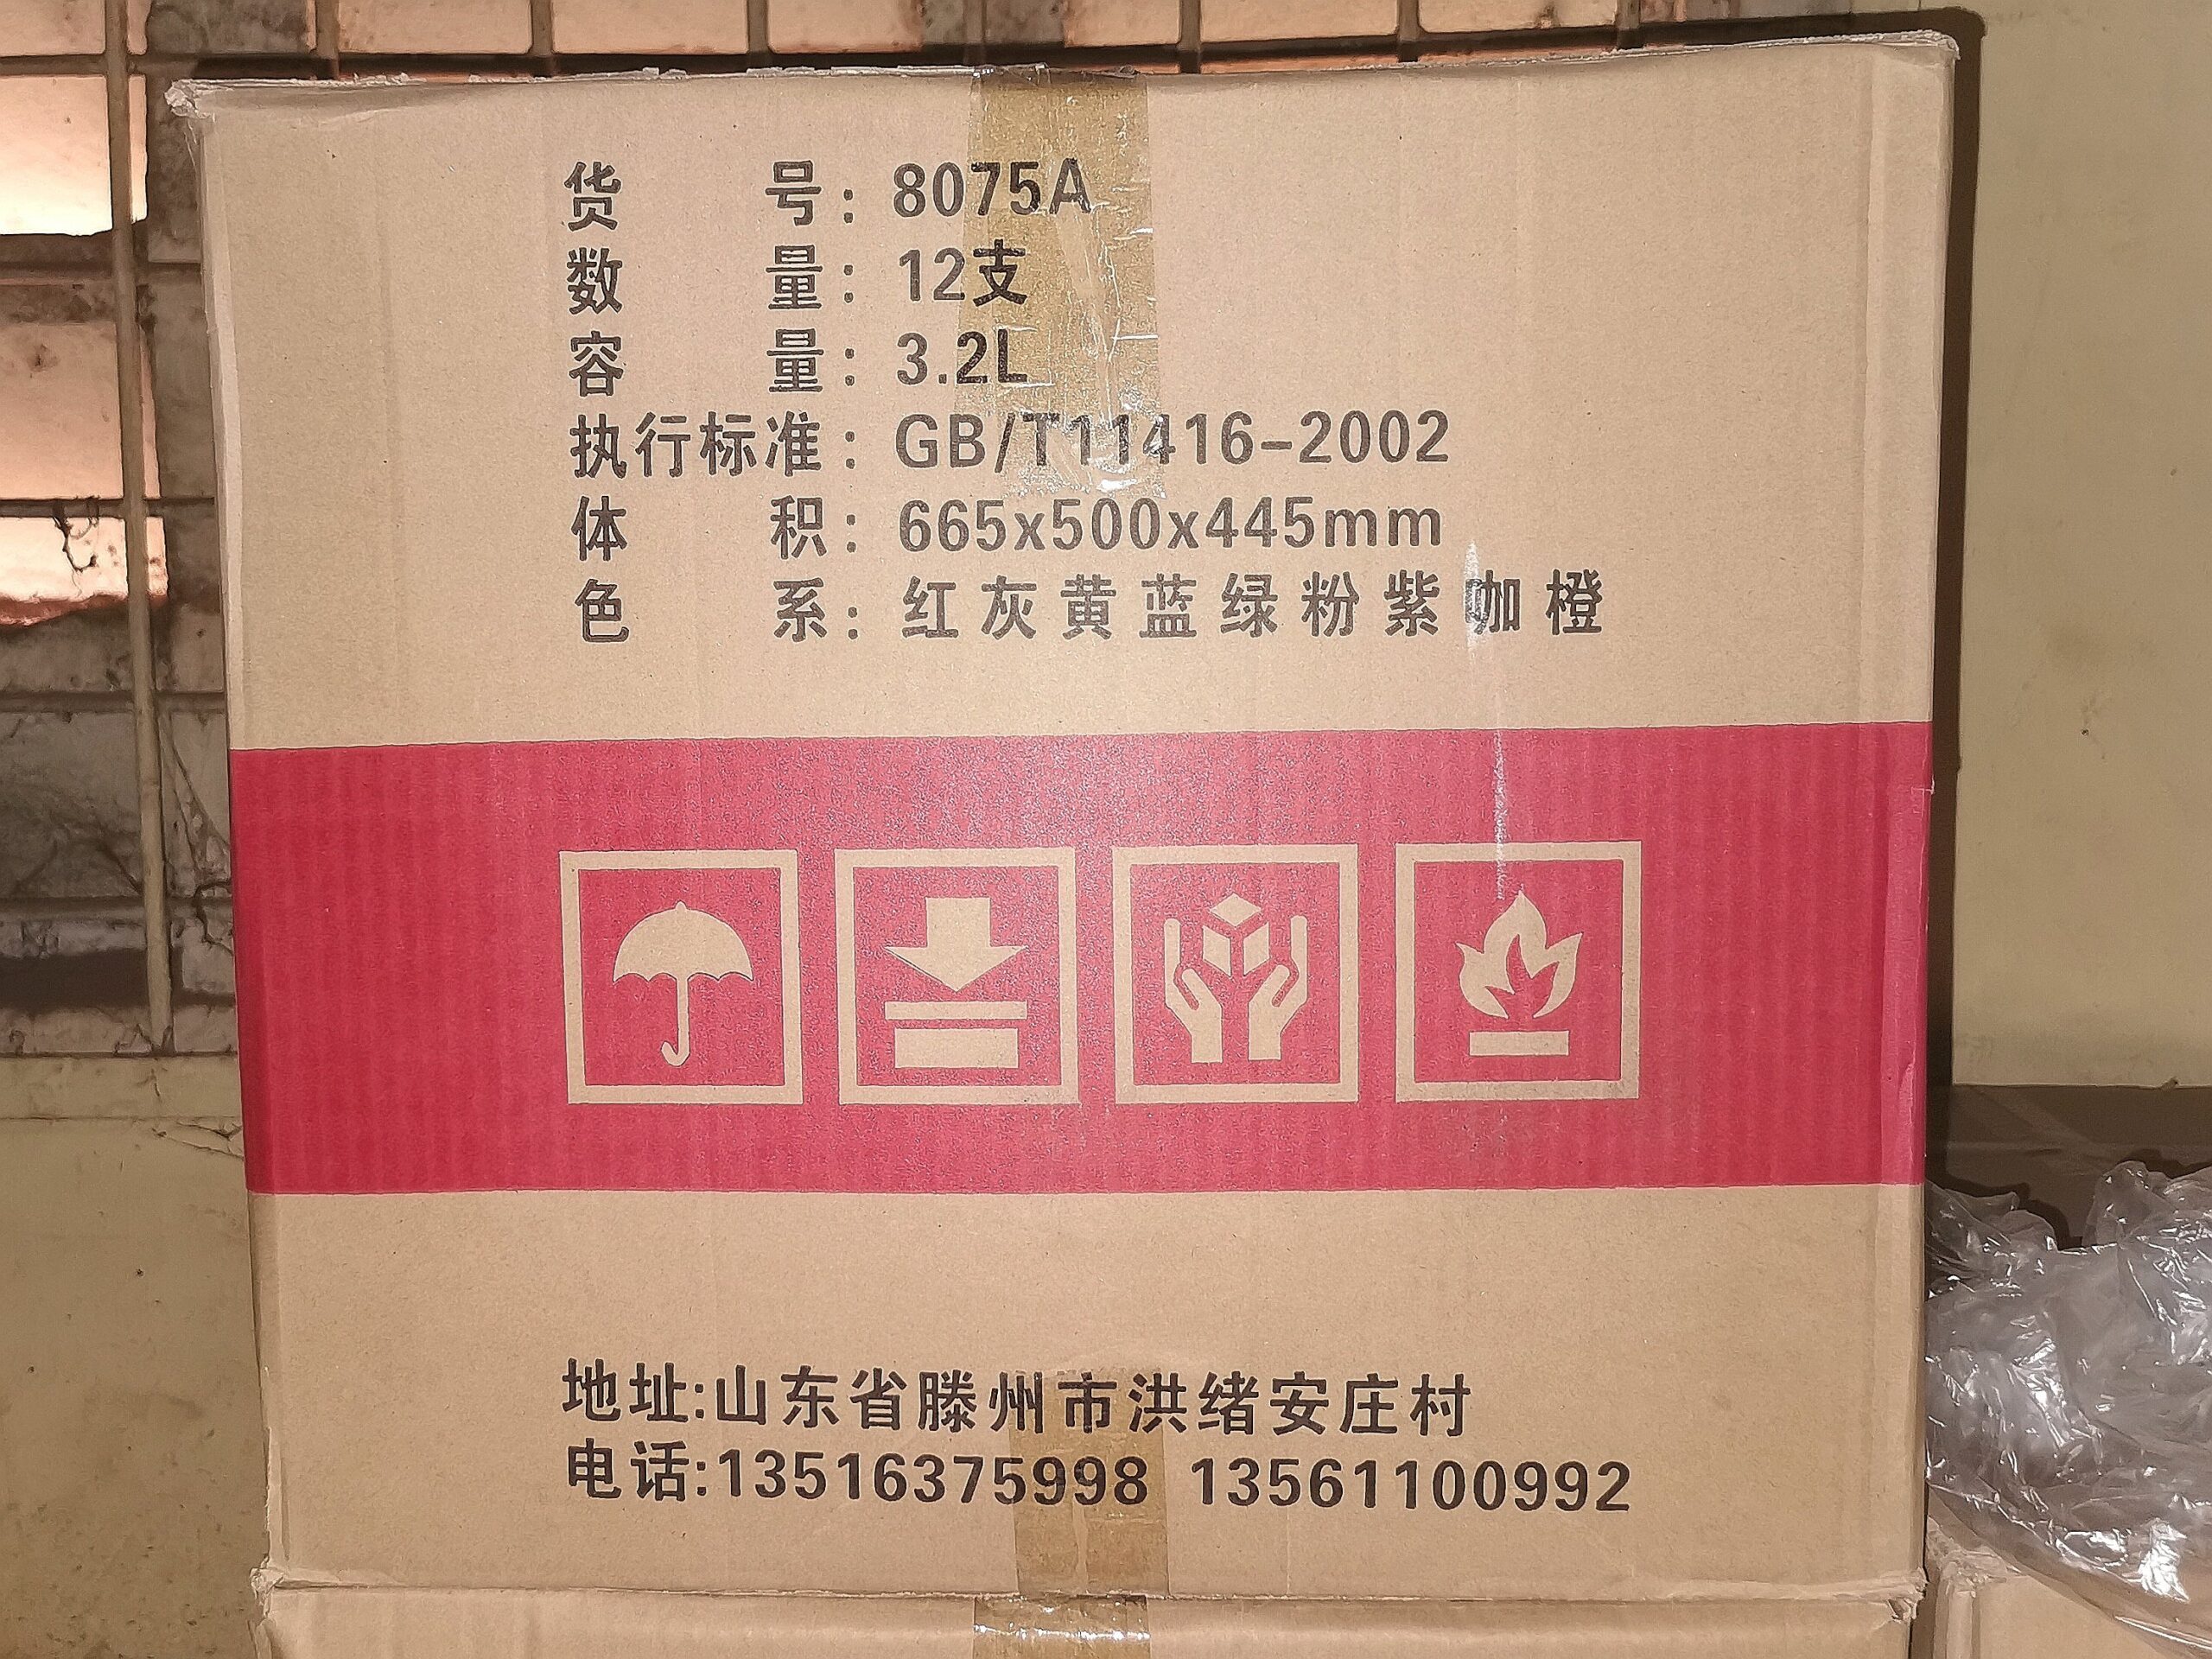 货号：8075A
数量：12支
容量：3.2L
执行标准：GB/T11416-2002
体积：665x500x445mm
色系：红灰黄蓝绿粉紫咖橙
地址:山东省滕州市洪绪安庄村
电话:13516375998 13561100992